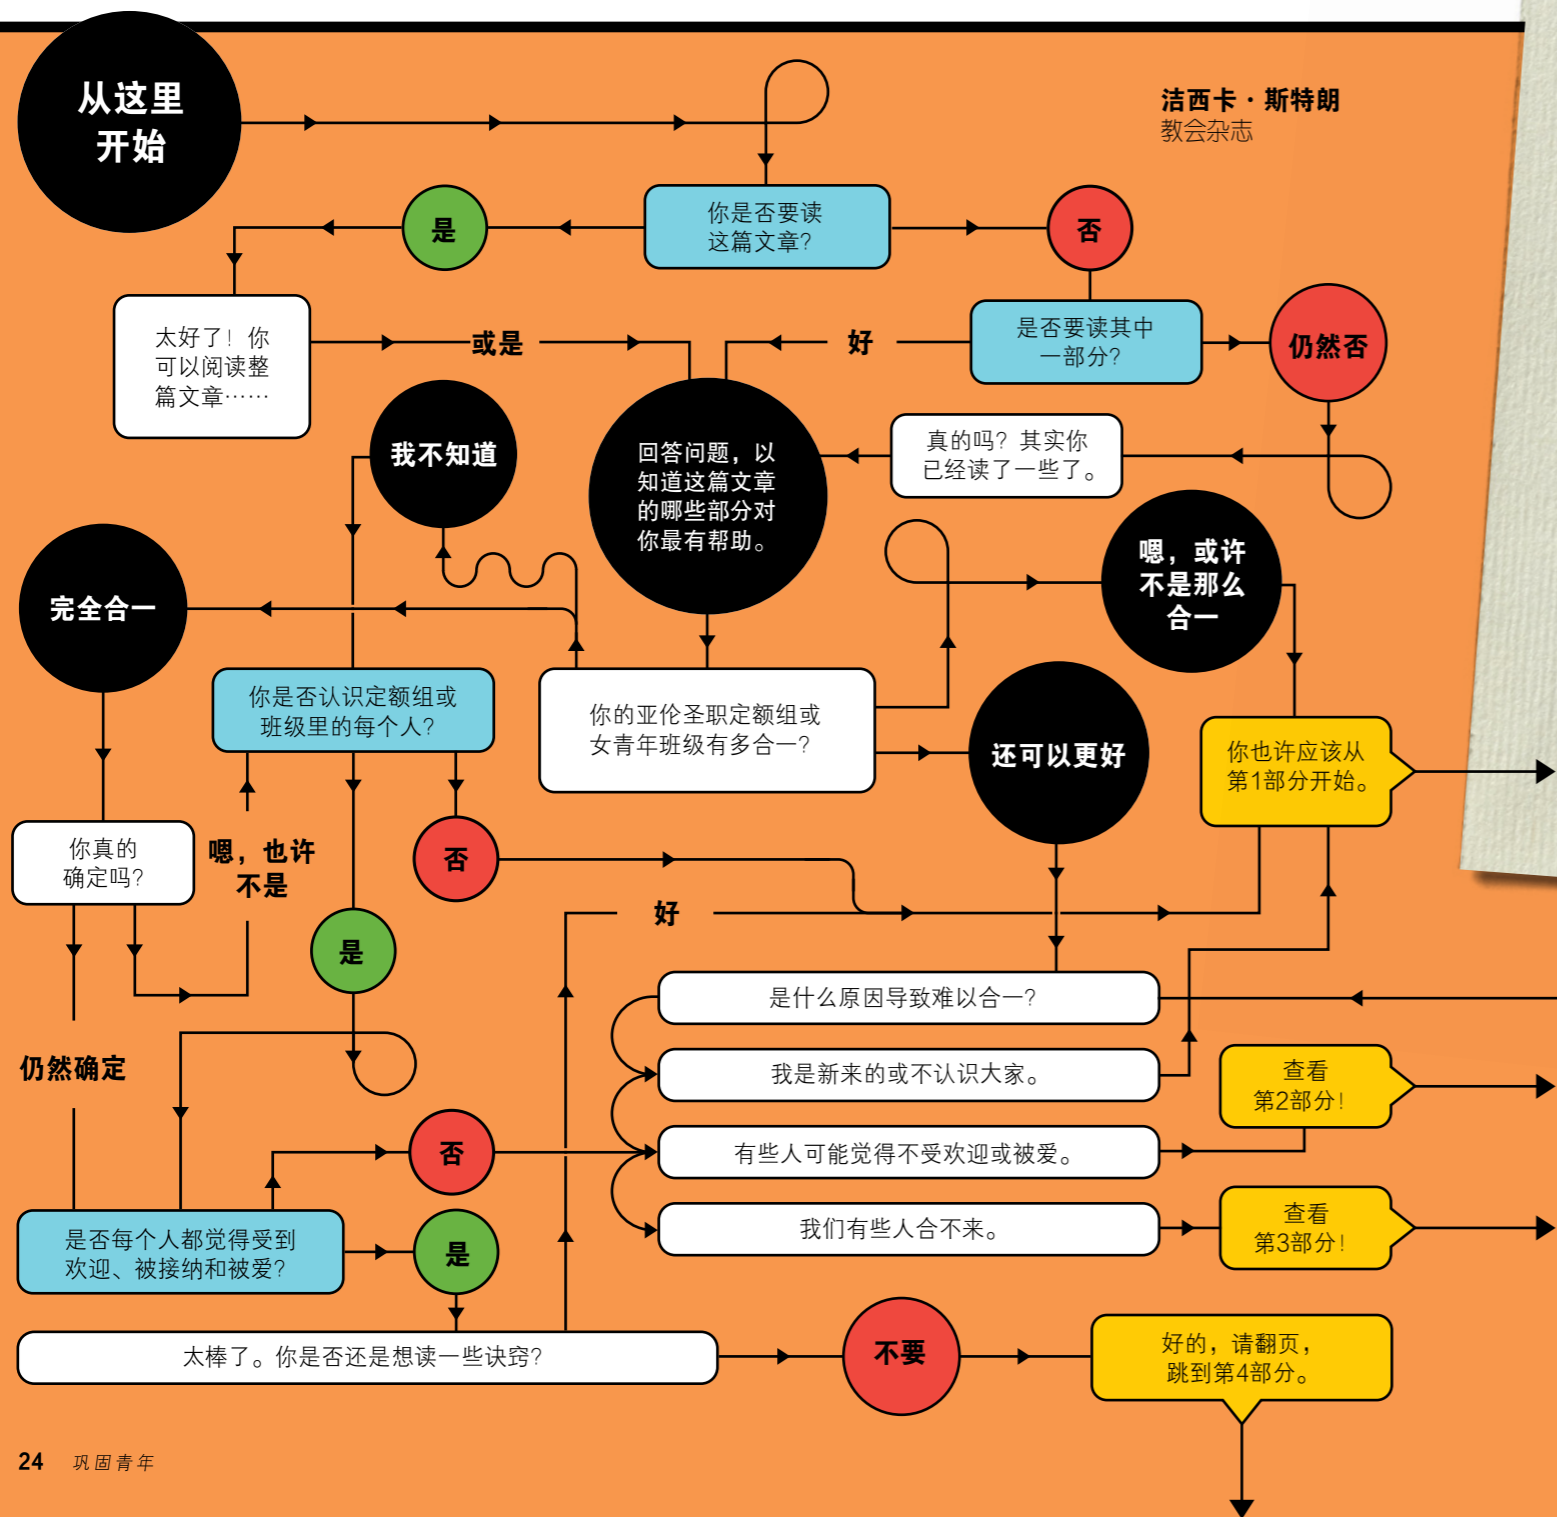 从这里
开始
洁西卡·斯特朗
教会杂志
你是否要读
这篇文章？
是
否
太好了！你
可以阅读整
篇文章……
或是
好
是否要读其中
一部分？
仍然否
我不知道
回答问题，以
知道这篇文章
的哪些部分对
你最有帮助。
真的吗？其实你
已经读了一些了。
嗯，或许
不是那么
合一
完全合一
你是否认识定额组或
班级里的每个人？
你的亚伦圣职定额组或
女青年班级有多合一？
还可以更好
你也许应该从
第1部分开始。
你真的
确定吗？
嗯，也许
不是
否
好
是
是什么原因导致难以合一？
仍然确定
我是新来的或不认识大家。
查看
第2部分！
否
有些人可能觉得不受欢迎或被爱。
是否每个人都觉得受到
欢迎、被接纳和被爱？
是
我们有些人合不来。
查看
第3部分！
太棒了。你是否还是想读一些诀窍？
不要
好的，请翻页，
跳到第4部分。
24 巩固青年